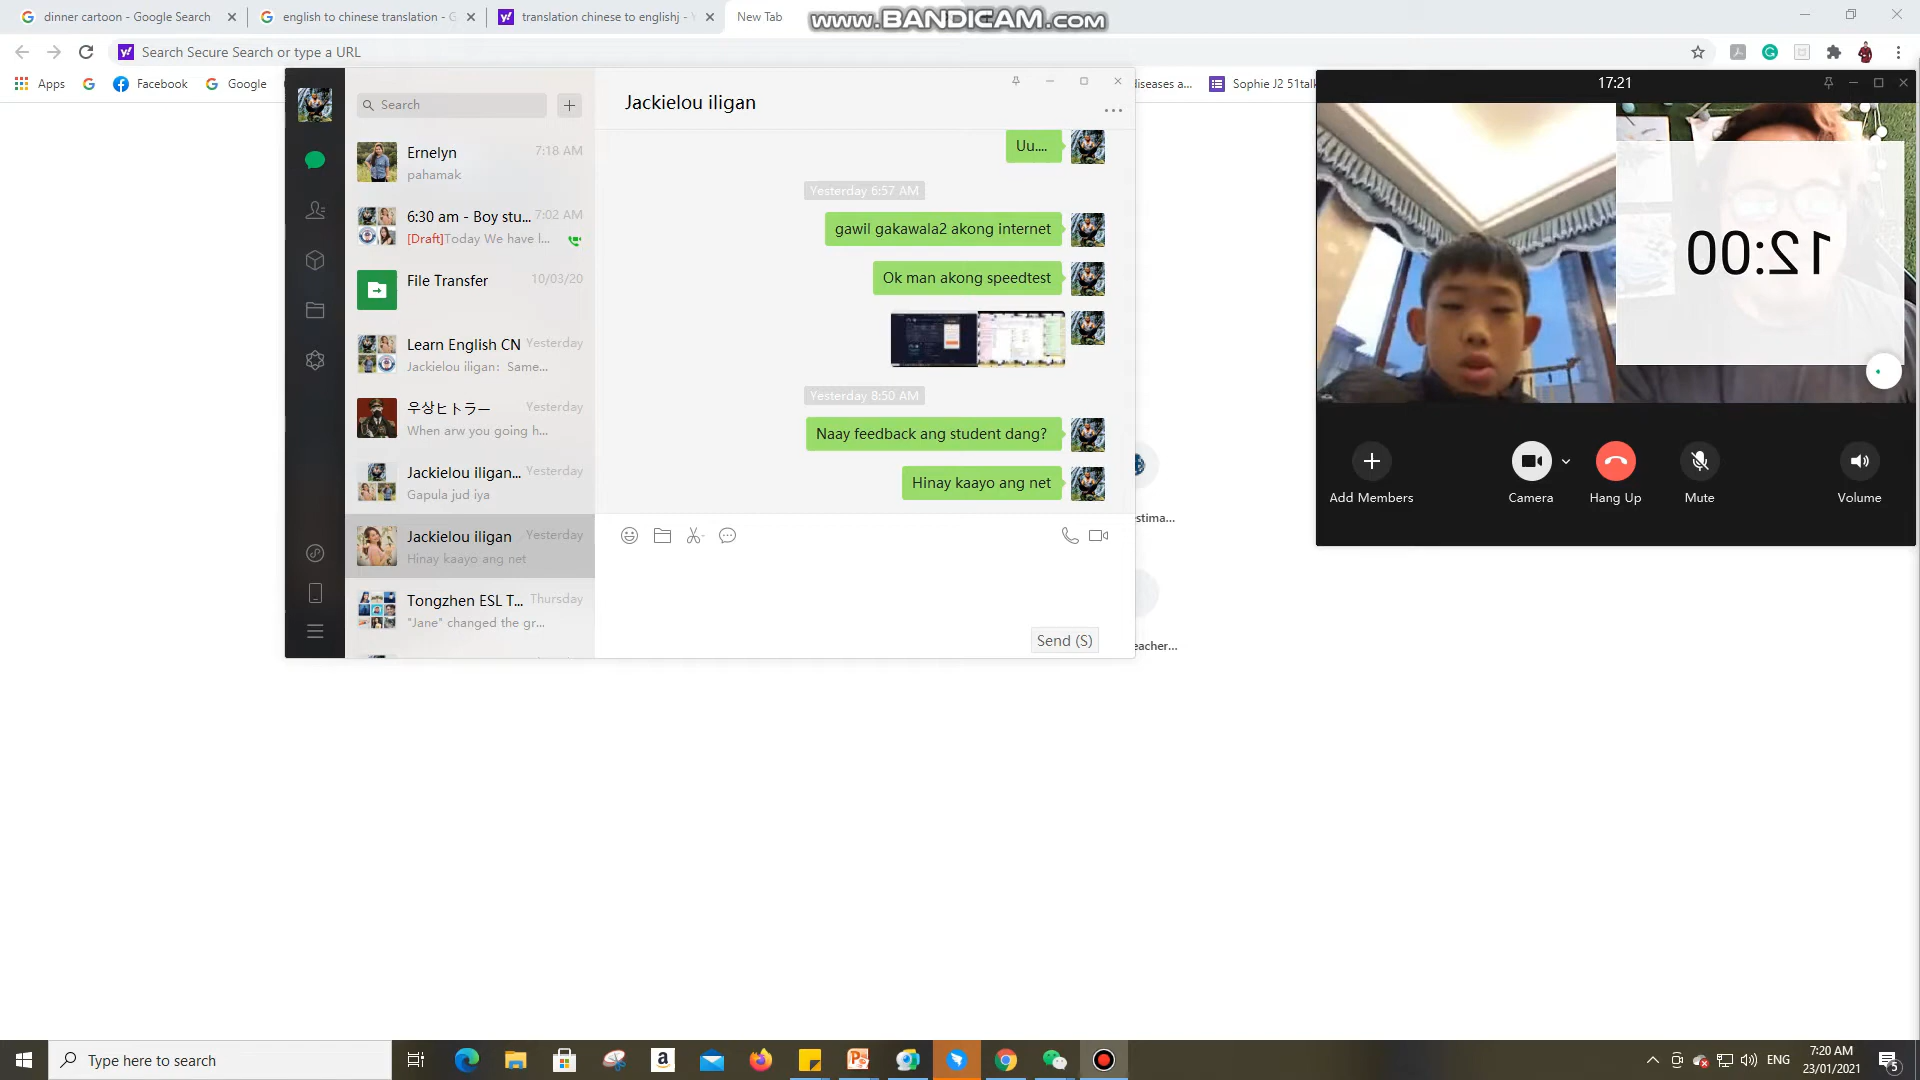 dinner cartoon - Google Search
english to chinese translation - G
translation chinese to englishj - Y
New Tab
WWW.BANDICAM.COM
Search Secure Search or type a URL
Apps
Facebook
Google
diseases a...
Sophie J2 51talk
Search
Ernelyn
7:18 AM
pahamak
6:30 am - Boy stu...
7:02 AM
[Draft]Today We have l...
File Transfer
10/03/20
Learn English CN
Yesterday
Jackielou iligan: Same...
우상ヒトラー
Yesterday
When arw you going h...
Jackielou iligan...
Yesterday
Gapula jud iya
Jackielou iligan
Yesterday
Hinay kaayo ang net
Tongzhen ESL T...
Thursday
"Jane" changed the gr...
Jackielou iligan
Uu....
Yesterday 6:57 AM
gawil gakawala2 akong internet
Ok man akong speedtest
Yesterday 8:50 AM
Naay feedback ang student dang?
Hinay kaayo ang net
Send (S)
stima...
eacher...
17:21
12:00
Add Members
Camera
Hang Up
Mute
Volume
Type here to search
ENG
7:20 AM
23/01/2021
5